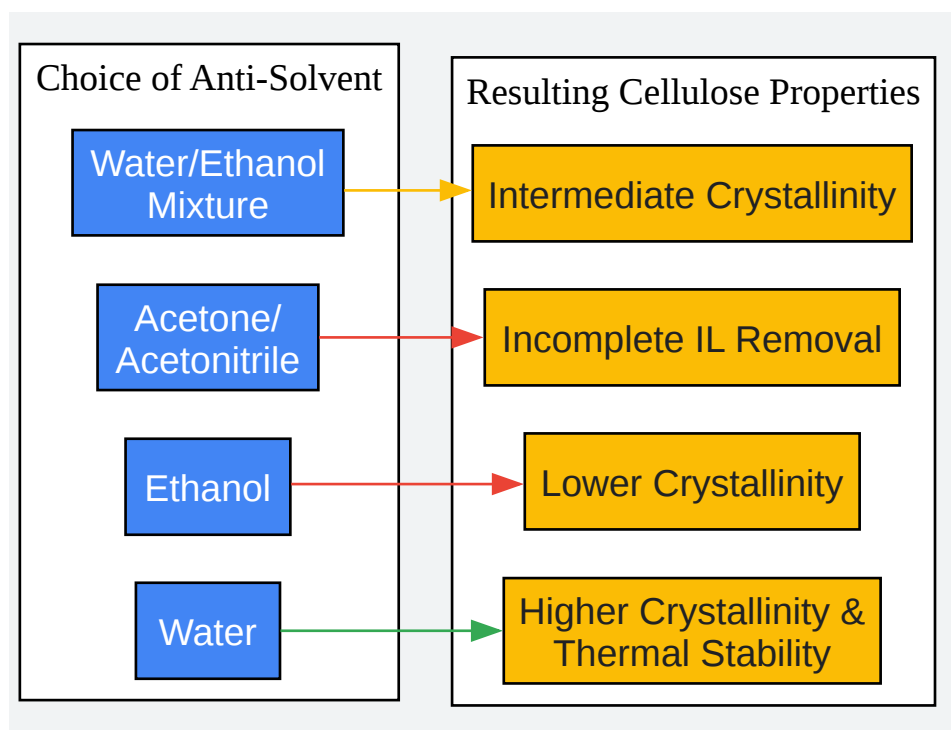 Choice of Anti-Solvent
Water/Ethanol
Mixture
Acetone/
Acetonitrile
Ethanol
Water
Resulting Cellulose Properties
Intermediate Crystallinity
Incomplete IL Removal
Lower Crystallinity
Higher Crystallinity &
Thermal Stability